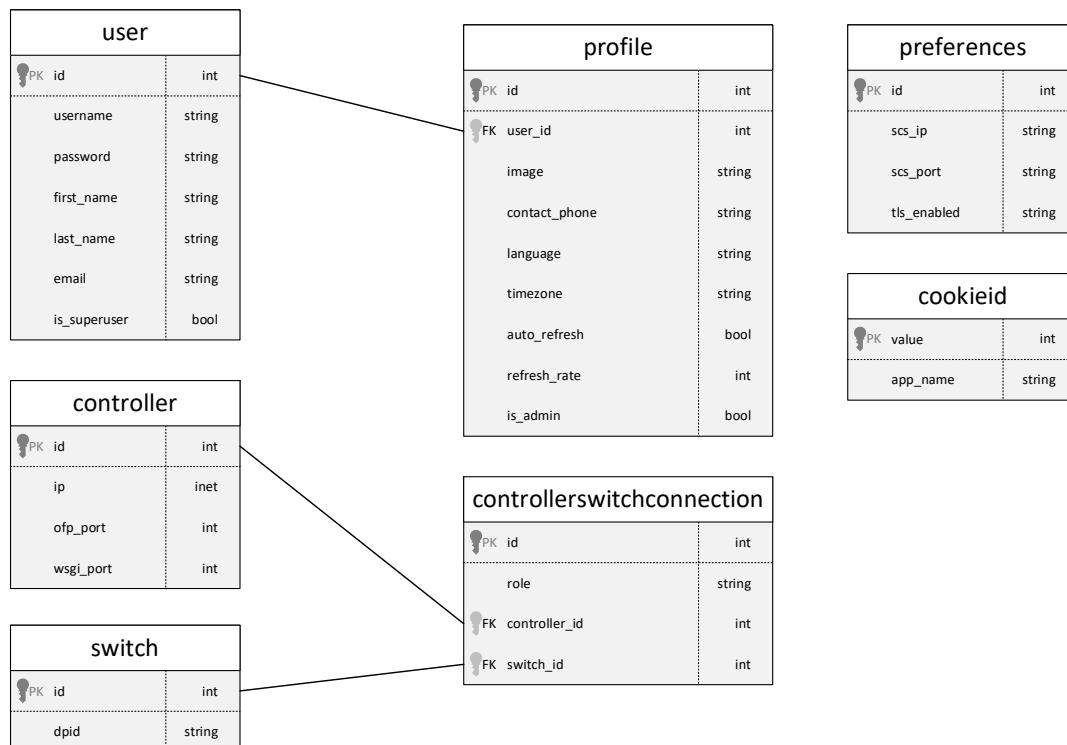 user
PK id int
username string
password string
first_name string
last_name string
email string
is_superuser bool
profile
PK id int
FK user_id int
image string
contact_phone string
language string
timezone string
auto_refresh bool
refresh_rate int
is_admin bool
preferences
PK id int
scs_ip string
scs_port string
tls_enabled string
cookieid
PK value int
app_name string
controller
PK id int
ip inet
ofp_port int
wsgi_port int
controllerswitchconnection
PK id int
role string
FK controller_id int
FK switch_id int
switch
PK id int
dpid string